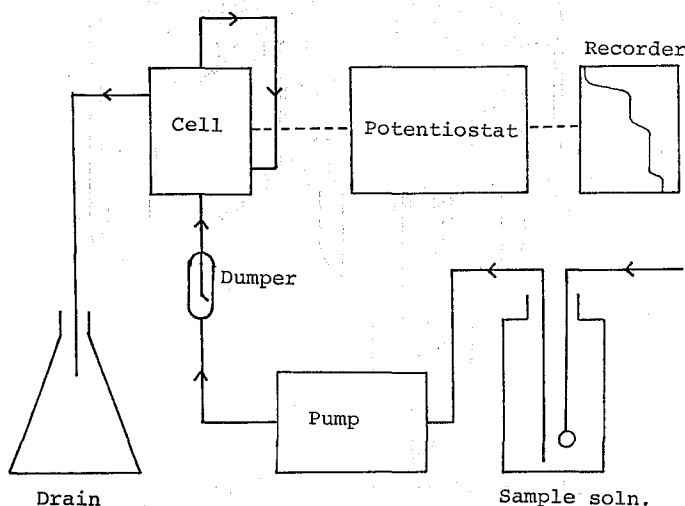 Recorder
Cell
Potentiostat
Dumper
Pump
Drain
Sample soln.